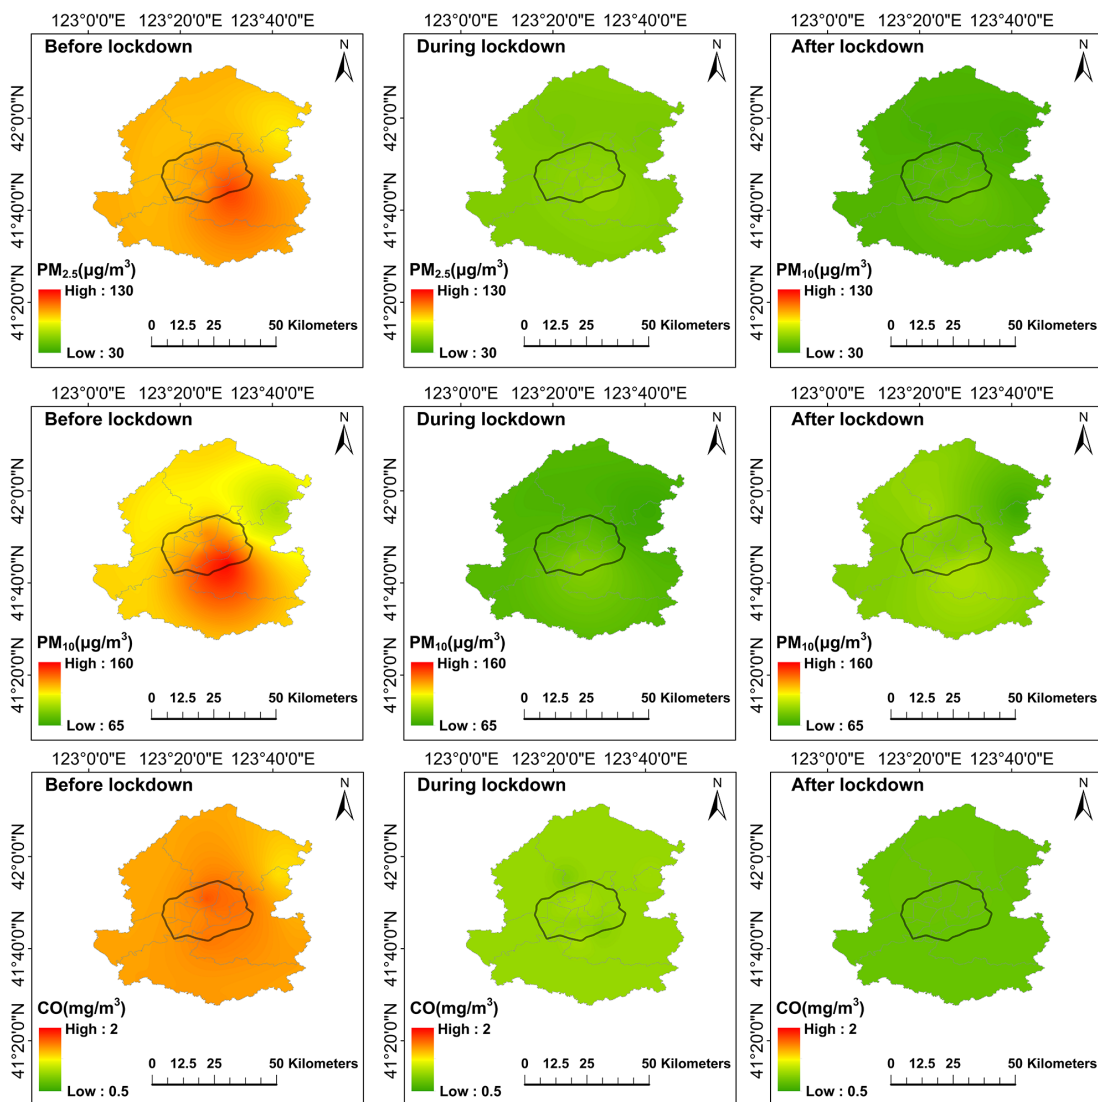 123°0'0"E 123°20'0"E 123°40'0"E 123°0'0"E 123°20'0"E 123°40'0"E 123°0'0"E 123°20'0"E 123°40'0"E
Before lockdown N During lockdown N After lockdown N
42°0'0"N 42°0'0"N 42°0'0"N
41°40'0"N 41°40'0"N 41°40'0"N
41°20'0"N 41°20'0"N 41°20'0"N
PM2.5(µg/m³) PM2.5(µg/m³) PM10(µg/m³)
High : 130 High : 130 High : 130
0 12.5 25 50 Kilometers 0 12.5 25 50 Kilometers 0 12.5 25 50 Kilometers
Low : 30 Low : 30 Low : 30
123°0'0"E 123°20'0"E 123°40'0"E 123°0'0"E 123°20'0"E 123°40'0"E 123°0'0"E 123°20'0"E 123°40'0"E
Before lockdown N During lockdown N After lockdown N
42°0'0"N 42°0'0"N 42°0'0"N
41°40'0"N 41°40'0"N 41°40'0"N
41°20'0"N 41°20'0"N 41°20'0"N
PM10(µg/m³) PM10(µg/m³) PM10(µg/m³)
High : 160 High : 160 High : 160
0 12.5 25 50 Kilometers 0 12.5 25 50 Kilometers 0 12.5 25 50 Kilometers
Low : 65 Low : 65 Low : 65
123°0'0"E 123°20'0"E 123°40'0"E 123°0'0"E 123°20'0"E 123°40'0"E 123°0'0"E 123°20'0"E 123°40'0"E
Before lockdown N During lockdown N After lockdown N
42°0'0"N 42°0'0"N 42°0'0"N
41°40'0"N 41°40'0"N 41°40'0"N
41°20'0"N 41°20'0"N 41°20'0"N
CO(mg/m³) CO(mg/m³) CO(mg/m³)
High : 2 High : 2 High : 2
0 12.5 25 50 Kilometers 0 12.5 25 50 Kilometers 0 12.5 25 50 Kilometers
Low : 0.5 Low : 0.5 Low : 0.5